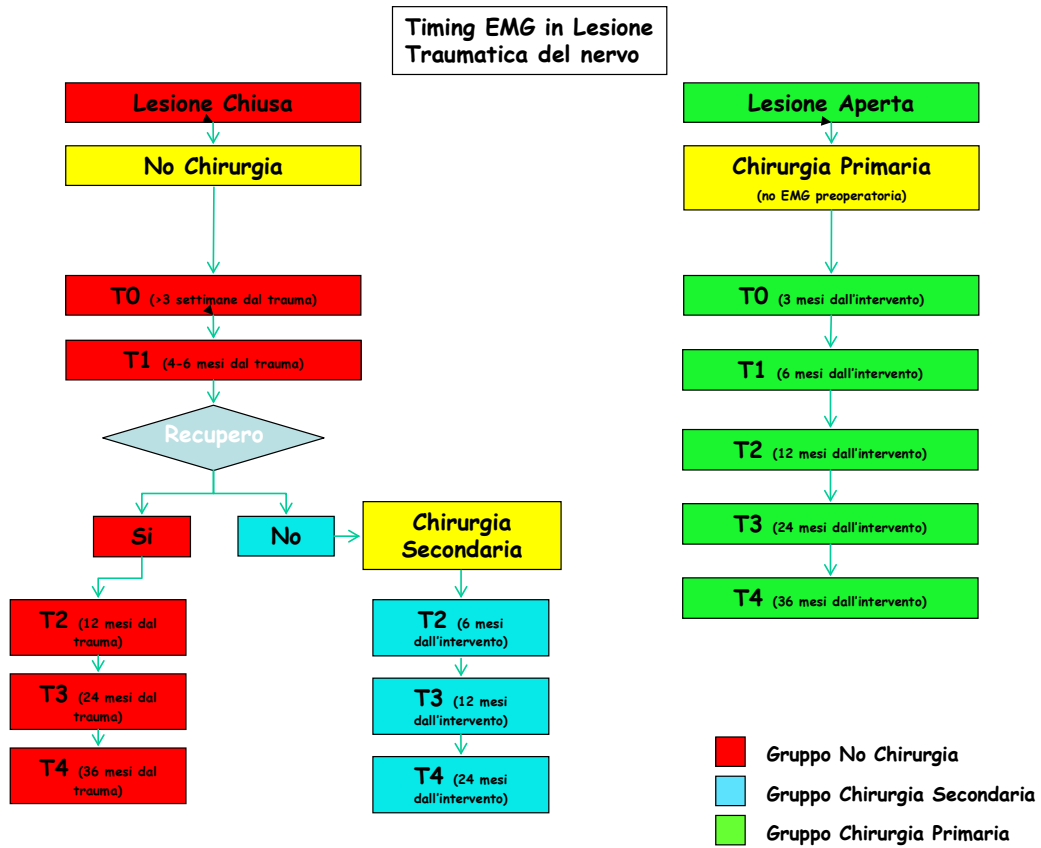 Timing EMG in Lesione
Traumatica del nervo
Lesione Chiusa
No Chirurgia
T0 (>3 settimane dal trauma)
T1 (4-6 mesi dal trauma)
Recupero
Si
No
Chirurgia
Secondaria
T2 (12 mesi dal
trauma)
T3 (24 mesi dal
trauma)
T4 (36 mesi dal
trauma)
T2 (6 mesi
dall'intervento)
T3 (12 mesi
dall'intervento)
T4 (24 mesi
dall'intervento)
Lesione Aperta
Chirurgia Primaria
(no EMG preoperatoria)
T0 (3 mesi dall'intervento)
T1 (6 mesi dall'intervento)
T2 (12 mesi dall'intervento)
T3 (24 mesi dall'intervento)
T4 (36 mesi dall'intervento)
Gruppo No Chirurgia
Gruppo Chirurgia Secondaria
Gruppo Chirurgia Primaria